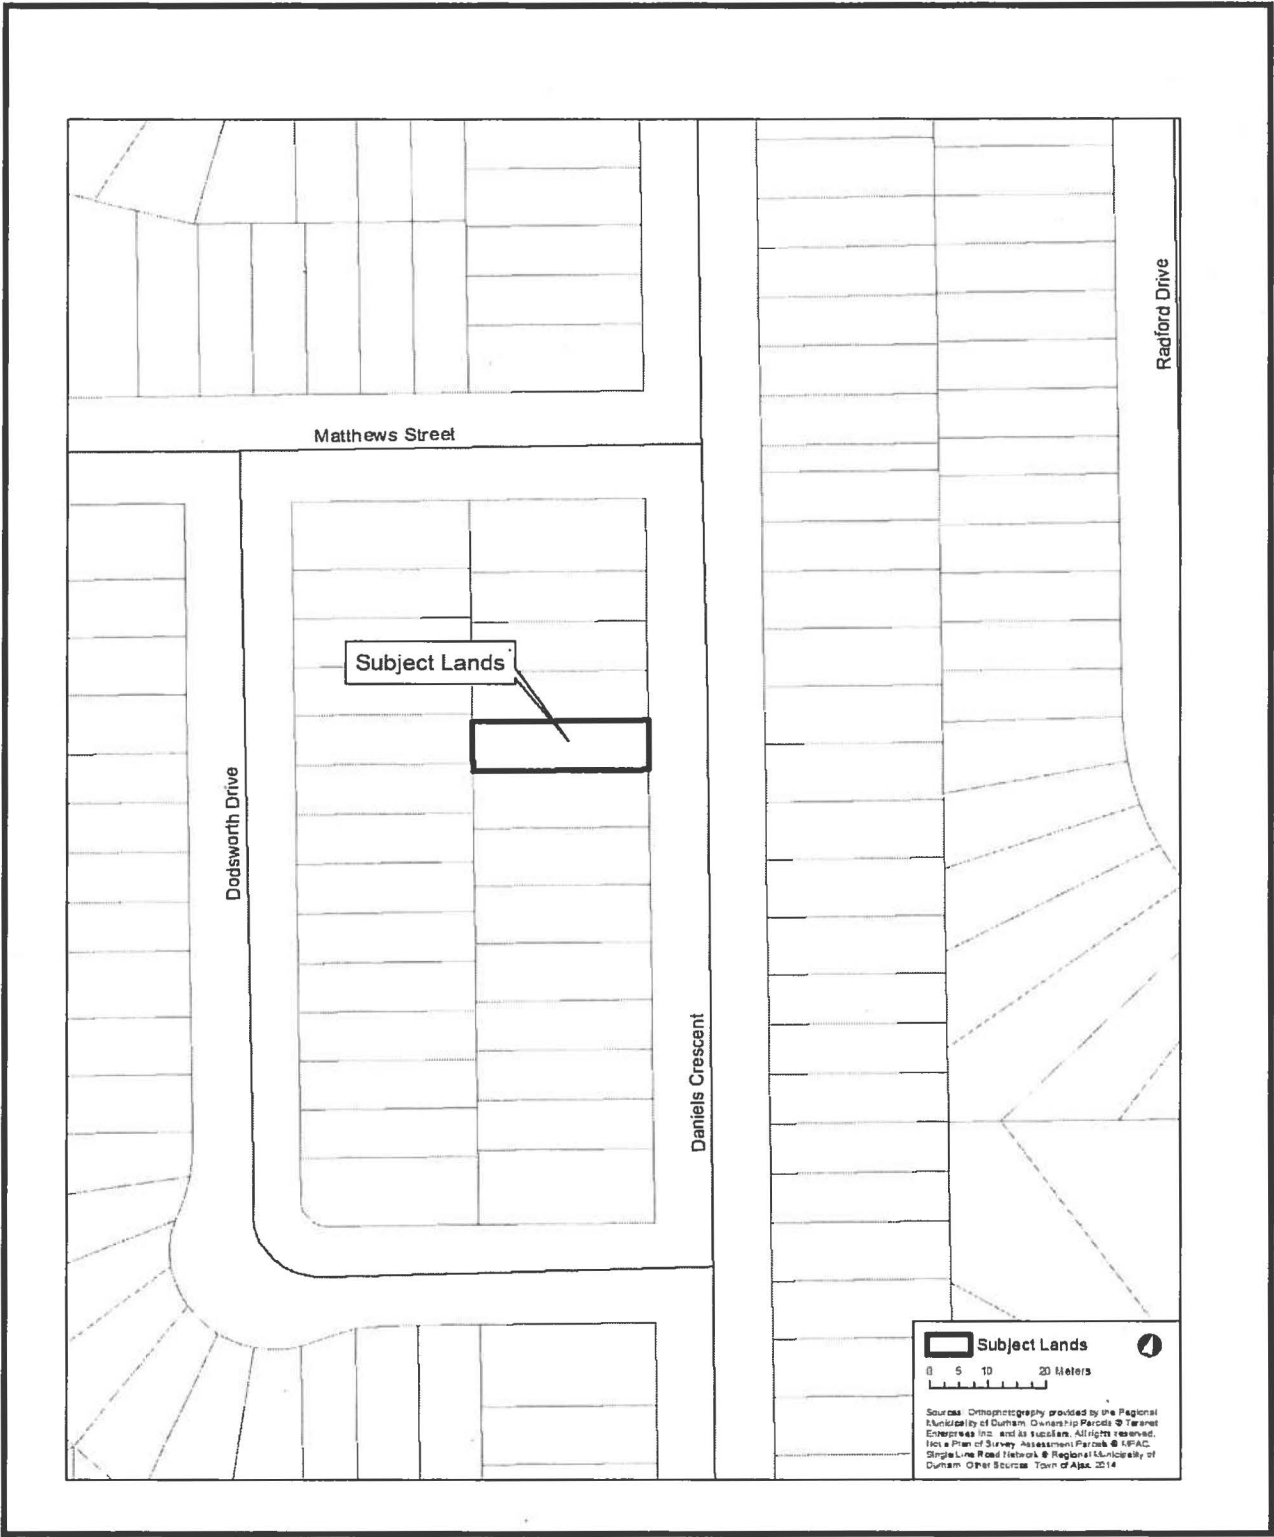 Radford Drive
Matthews Street
Subject Lands
Dodsworth Drive
Daniels Crescent
Subject Lands
0 5 10 20 Meters
Sources: Orthophotography provided by the Regional
Municipality of Durham. Ownership Parcels © Teranet
Enterprises Inc. and its suppliers. All rights reserved.
Not a Plan of Survey. Assessment Parcels © MPAC.
Single Line Road Network © Regional Municipality of
Durham. Other Sources: Town of Ajax, 2014